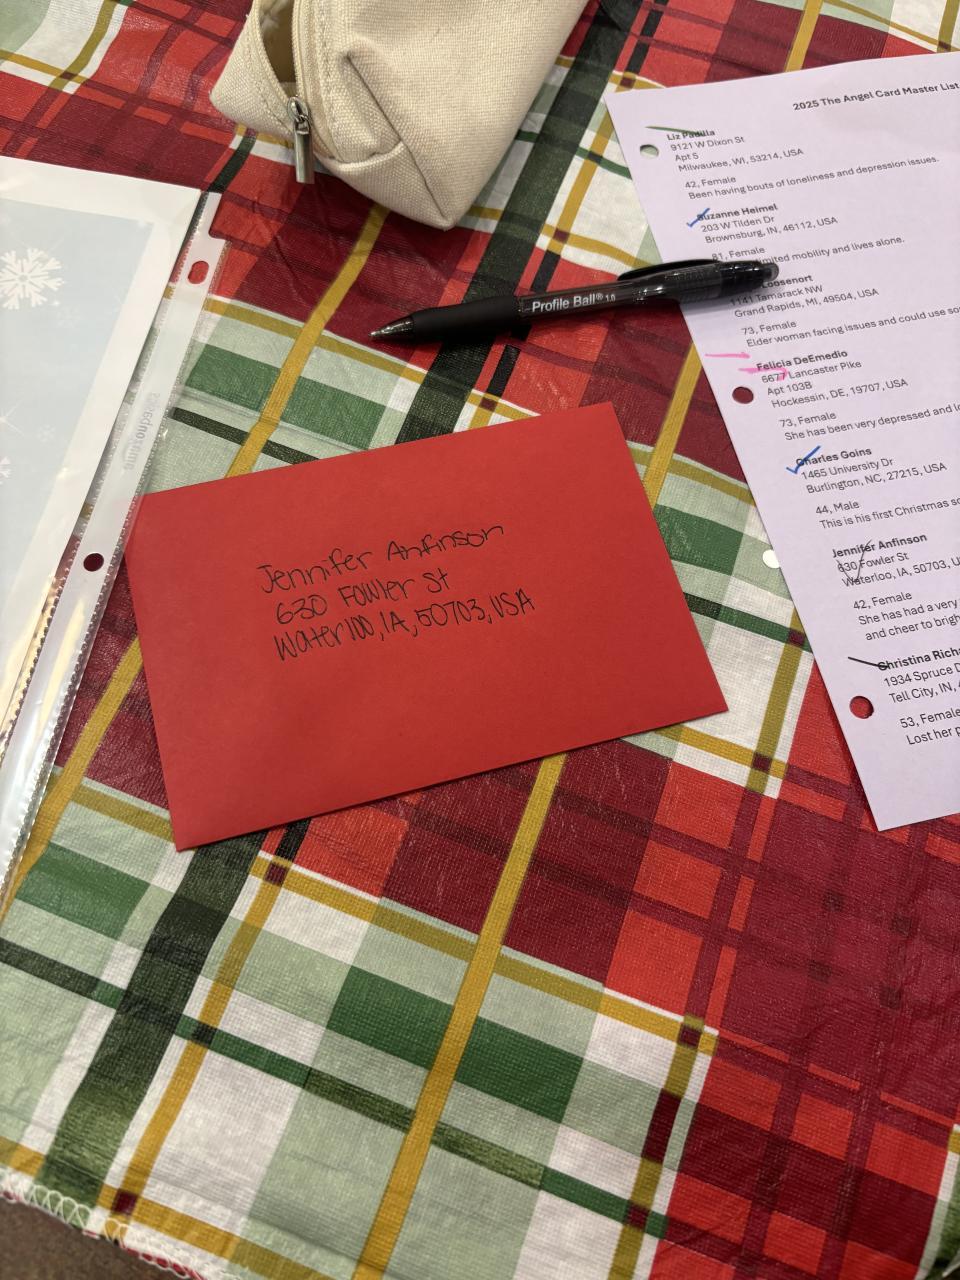 2025 The Angel Card Master List
Liz Padilla
9121 W Dixon St
Apt 5
Milwaukee, WI, 53214, USA
42, Female
Been having bouts of loneliness and depression issues.
Suzanne Heimel
203 W Tilden Dr
Brownsburg, IN, 46112, USA
81, Female
limited mobility and lives alone.
Loosenort
1141 Tamarack NW
Grand Rapids, MI, 49504, USA
73, Female
Elder woman facing issues and could use
Felicia DeEmedio
6677 Lancaster Pike
Apt 103B
Hockessin, DE, 19707, USA
73, Female
She has been very depressed and
Charles Goins
1465 University Dr
Burlington, NC, 27215, USA
44, Male
This is his first Christmas
Jennifer Anfinson
630 Fowler St
Waterloo, IA, 50703,
42, Female
She has had a very
and cheer to
Christina
1934 Spruce
Tell City, IN,
53, Female
Lost her
Profile Ball® 1.0
amazonbasics
Jennifer Anfinson
630 Fowler St
Waterloo, IA, 50703, USA